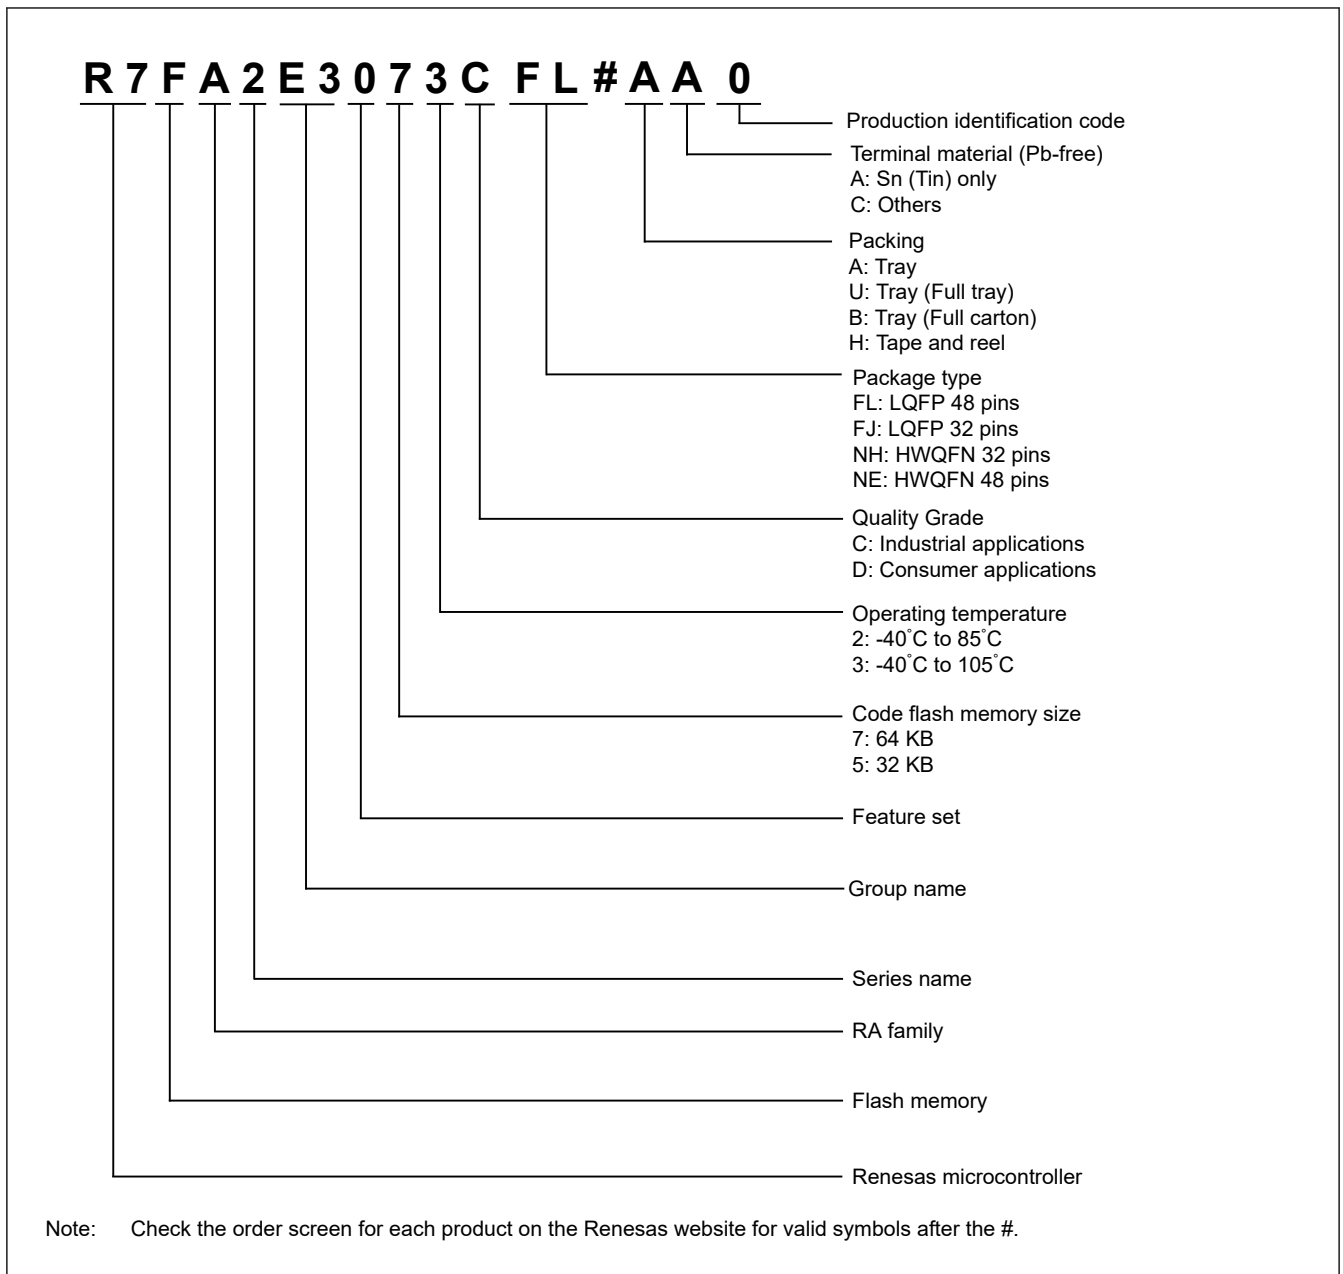 R7FA2E3073CFL#AA0
Production identification code
Terminal material (Pb-free)
A: Sn (Tin) only
C: Others
Packing
A: Tray
U: Tray (Full tray)
B: Tray (Full carton)
H: Tape and reel
Package type
FL: LQFP 48 pins
FJ: LQFP 32 pins
NH: HWQFN 32 pins
NE: HWQFN 48 pins
Quality Grade
C: Industrial applications
D: Consumer applications
Operating temperature
2: -40°C to 85°C
3: -40°C to 105°C
Code flash memory size
7: 64 KB
5: 32 KB
Feature set
Group name
Series name
RA family
Flash memory
Renesas microcontroller
Note: Check the order screen for each product on the Renesas website for valid symbols after the #.